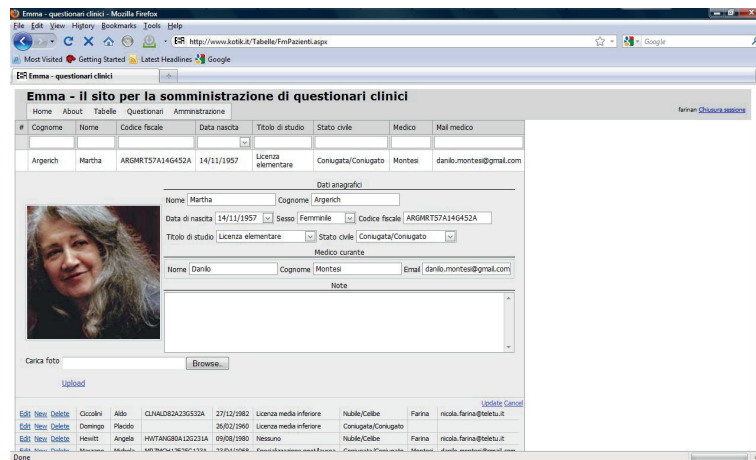 Emma - questionari clinici - Mozilla Firefox
File Edit View History Bookmarks Tools Help
http://www.kotik.it/Tabelle/FmPazienti.aspx
Google
Most Visited Getting Started Latest Headlines Google
Emma - questionari clinici
Emma - il sito per la somministrazione di questionari clinici
Home About Tabelle Questionari Amministrazione
farinan Chiusura sessione
# Cognome Nome Codice fiscale Data nascita Titolo di studio Stato civile Medico Mail medico
Argerich Martha ARGMRT57A14G452A 14/11/1957 Licenza elementare Coniugata/Coniugato Montesi danilo.montesi@gmail.com
Dati anagrafici
Nome Martha Cognome Argerich
Data di nascita 14/11/1957 Sesso Femminile Codice fiscale ARGMRT57A14G452A
Titolo di studio Licenza elementare Stato civile Coniugata/Coniugato
Medico curante
Nome Danilo Cognome Montesi Email danilo.montesi@gmail.com
Note
Carica foto Browse..
Upload
Update Cancel
Edit New Delete Ciccolini Aldo CLNALD82A23G532A 27/12/1982 Licenza media inferiore Nubile/Celibe Farina nicola.farina@teletu.it
Edit New Delete Domingo Placido 26/02/1960 Licenza media inferiore Coniugata/Coniugato
Edit New Delete Hewitt Angela HWTANG80A12G231A 09/08/1980 Nessuno Nubile/Celibe Farina nicola.farina@teletu.it
Done